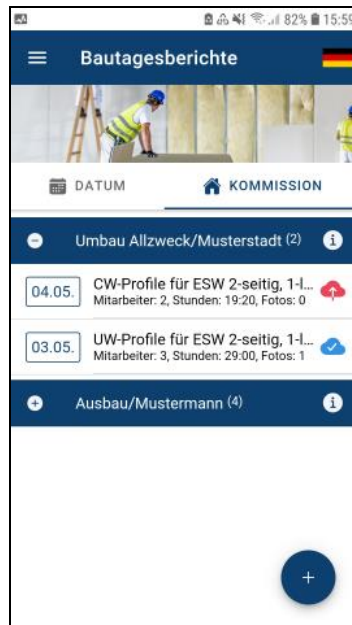 82% 15:59
Bautagesberichte
DATUM
KOMMISSION
Umbau Allzweck/Musterstadt (2)
04.05.
CW-Profile für ESW 2-seitig, 1-l...
Mitarbeiter: 2, Stunden: 19:20, Fotos: 0
03.05.
UW-Profile für ESW 2-seitig, 1-l...
Mitarbeiter: 3, Stunden: 29:00, Fotos: 1
Ausbau/Mustermann (4)